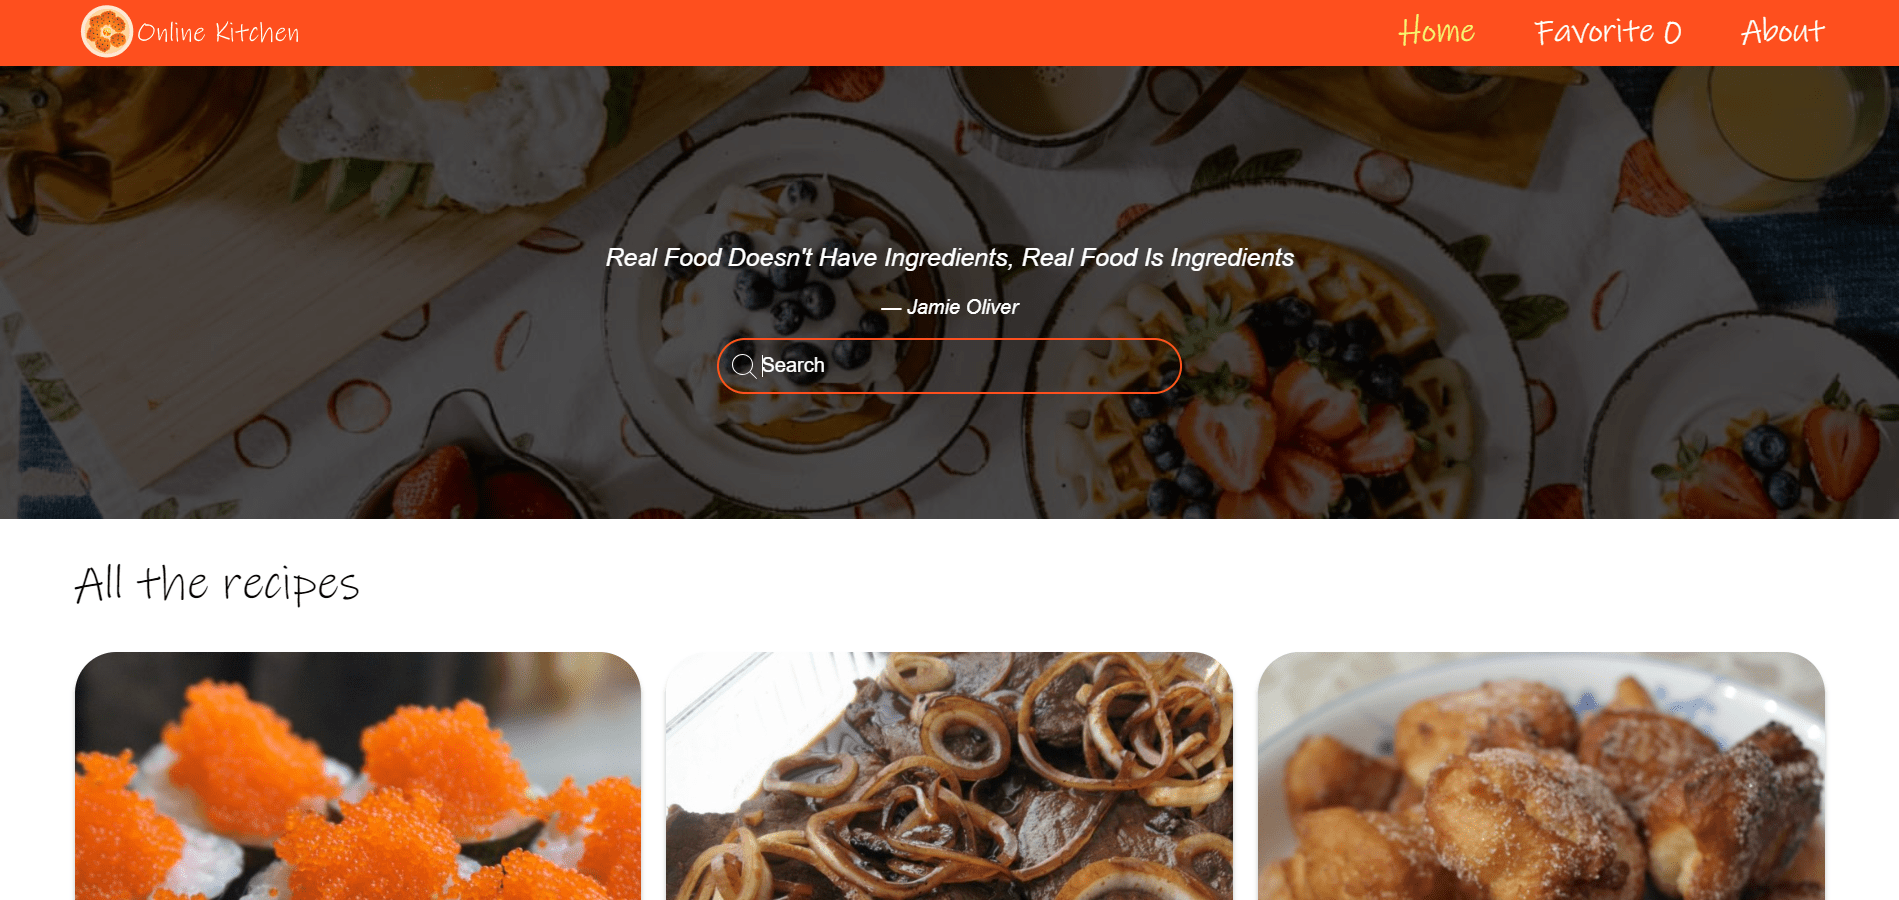 Online Kitchen
Home
Favorite 0
About
Real Food Doesn't Have Ingredients, Real Food Is Ingredients
— Jamie Oliver
Search
All the recipes